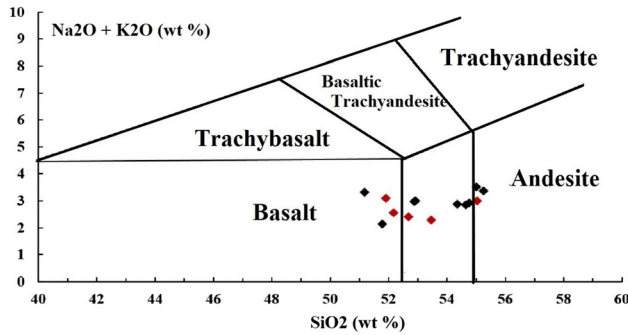 10
Na2O + K2O (wt %)
9
8
7
6
5
4
3
2
1
0
Trachyandesite
Basaltic
Trachyandesite
Trachybasalt
Andesite
Basalt
40 42 44 46 48 50 52 54 56 58 60
SiO2 (wt %)